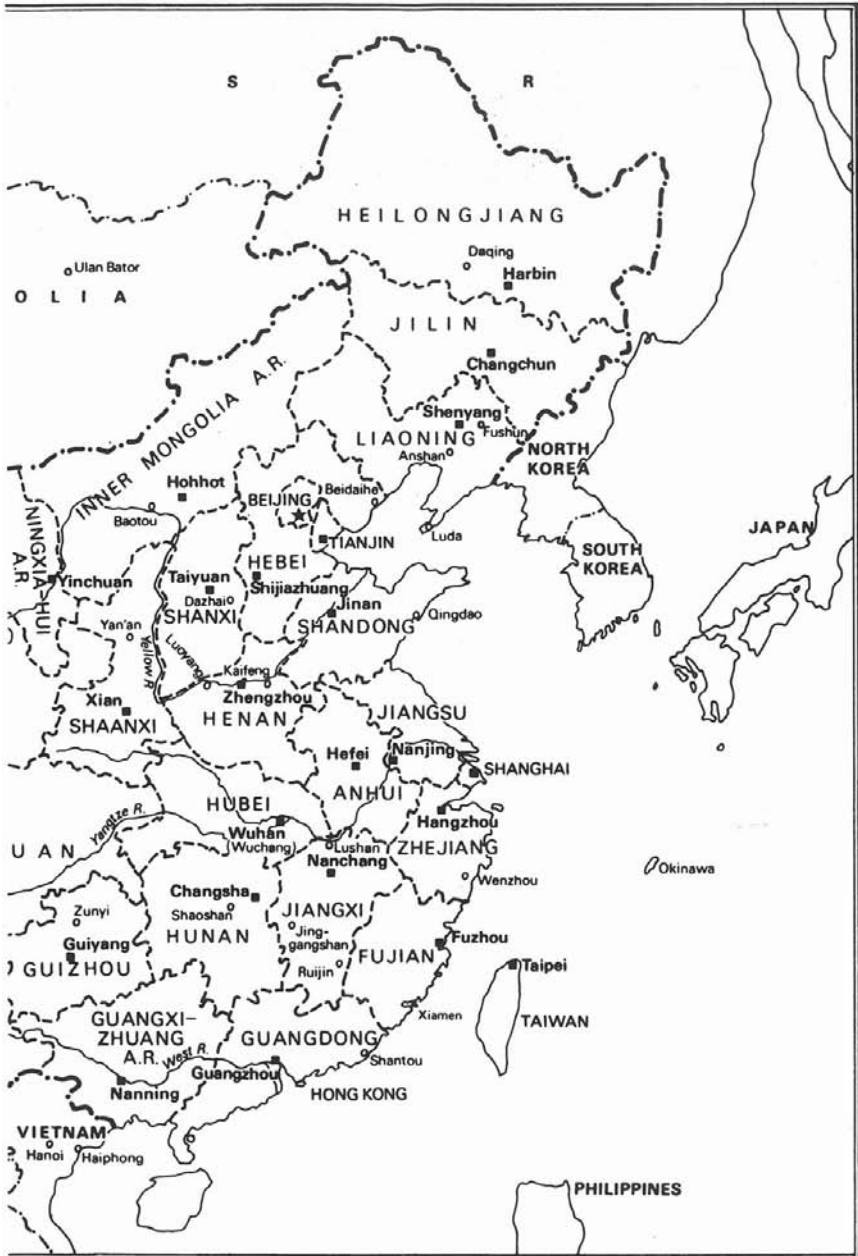 S R
HEILONGJIANG
Daqing
Ulan Bator
Harbin
OLIA
JILIN
Changchun
INNER MONGOLIA A.R.
Shenyang
Fushun
LIAONING
Anshan
NORTH
KOREA
Hohhot
Beidaihe
BEIJING
Baotou
Luda
JAPAN
NINGXIA-HUI
A.R.
TIANJIN
SOUTH
KOREA
HEBEI
Yinchuan
Taiyuan
Shijiazhuang
Dazhai
Jinan
SHANXI
SHANDONG
Qingdao
Yan'an
Yellow R.
Luoyang
Kaifeng
Zhengzhou
Xian
HENAN
JIANGSU
SHAANXI
Hefei
Nanjing
SHANGHAI
ANHUI
HUBEI
Yangtze R.
Hangzhou
Wuhan
(Wuchang)
Lushan
ZHEJIANG
UAN
Nanchang
Okinawa
Wenzhou
Changsha
Zunyi
Shaoshan
JIANGXI
HUNAN
Jing-
gangshan
Guiyang
Fuzhou
FUJIAN
GUIZHOU
Ruijin
Taipei
Xiamen
GUANGXI-
ZHUANG
A.R.
TAIWAN
GUANGDONG
West R.
Shantou
Guangzhou
Nanning
HONG KONG
VIETNAM
Hanoi
Haiphong
PHILIPPINES